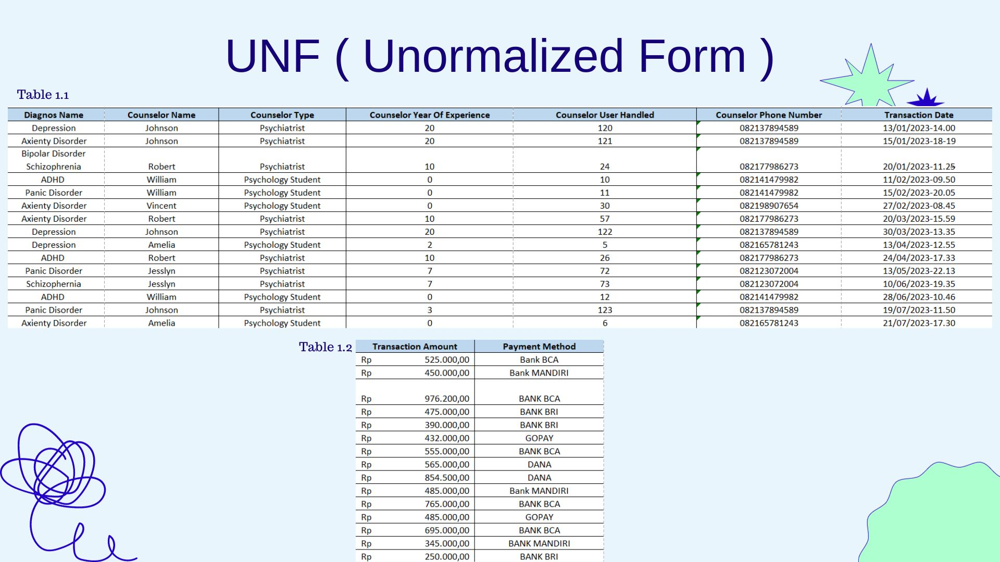 UNF ( Unormalized Form )
Table 1.1
Diagnos Name Counselor Name Counselor Type Counselor Year Of Experience Counselor User Handled Counselor Phone Number Transaction Date
Depression Johnson Psychiatrist 20 120 082137894589 13/01/2023-14.00
Axienty Disorder Johnson Psychiatrist 20 121 082137894589 15/01/2023-18-19
Bipolar Disorder
Schizophrenia Robert Psychiatrist 10 24 082177986273 20/01/2023-11.25
ADHD William Psychology Student 0 10 082141479982 11/02/2023-09.50
Panic Disorder William Psychology Student 0 11 082141479982 15/02/2023-20.05
Axienty Disorder Vincent Psychology Student 0 30 082198907654 27/02/2023-08.45
Axienty Disorder Robert Psychiatrist 10 57 082177986273 20/03/2023-15.59
Depression Johnson Psychiatrist 20 122 082137894589 30/03/2023-13.35
Depression Amelia Psychology Student 2 5 082165781243 13/04/2023-12.55
ADHD Robert Psychiatrist 10 26 082177986273 24/04/2023-17.33
Panic Disorder Jesslyn Psychiatrist 7 72 082123072004 13/05/2023-22.13
Schizophernia Jesslyn Psychiatrist 7 73 082123072004 10/06/2023-19.35
ADHD William Psychology Student 0 12 082141479982 28/06/2023-10.46
Panic Disorder Johnson Psychiatrist 3 123 082137894589 19/07/2023-11.50
Axienty Disorder Amelia Psychology Student 0 6 082165781243 21/07/2023-17.30
Table 1.2
Transaction Amount Payment Method
Rp 525.000,00 Bank BCA
Rp 450.000,00 Bank MANDIRI
Rp 976.200,00 BANK BCA
Rp 475.000,00 BANK BRI
Rp 390.000,00 BANK BRI
Rp 432.000,00 GOPAY
Rp 555.000,00 BANK BCA
Rp 565.000,00 DANA
Rp 854.500,00 DANA
Rp 485.000,00 Bank MANDIRI
Rp 765.000,00 BANK BCA
Rp 485.000,00 GOPAY
Rp 695.000,00 BANK BCA
Rp 345.000,00 BANK MANDIRI
Rp 250.000,00 BANK BRI